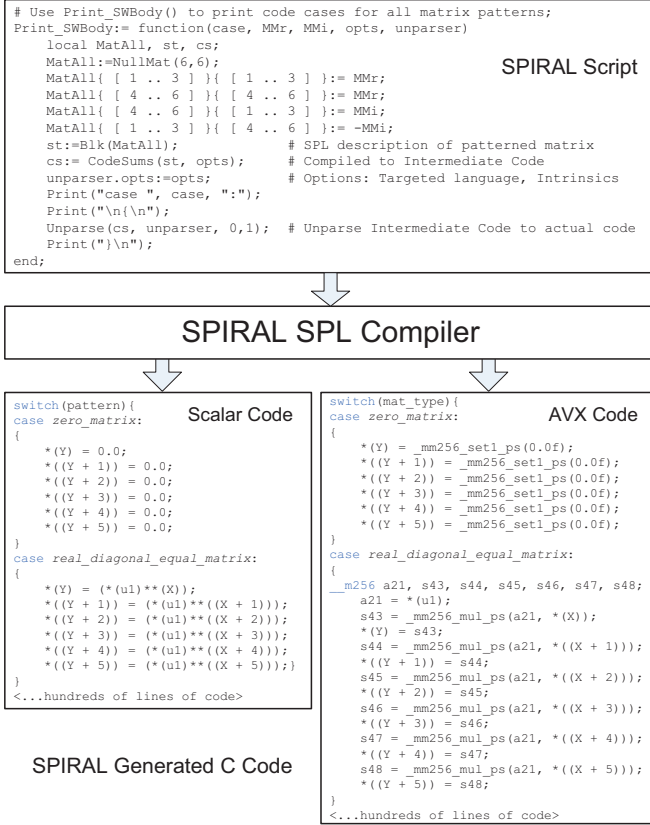 # Use Print_SWBody() to print code cases for all matrix patterns;
Print_SWBody:= function(case, MMr, MMi, opts, unparser)
    local MatAll, st, cs;
    MatAll:=NullMat(6,6);
    MatAll{ [ 1 .. 3 ] }{ [ 1 .. 3 ] }:= MMr;
    MatAll{ [ 4 .. 6 ] }{ [ 4 .. 6 ] }:= MMr;
    MatAll{ [ 4 .. 6 ] }{ [ 1 .. 3 ] }:= MMi;
    MatAll{ [ 1 .. 3 ] }{ [ 4 .. 6 ] }:= -MMi;
    st:=Blk(MatAll);              # SPL description of patterned matrix
    cs:= CodeSums(st, opts);      # Compiled to Intermediate Code
    unparser.opts:=opts;          # Options: Targeted language, Intrinsics
    Print("case ", case, ":");
    Print("\n{\n");
    Unparse(cs, unparser, 0,1);   # Unparse Intermediate Code to actual code
    Print("}\n");
end;
SPIRAL Script
SPIRAL SPL Compiler
Scalar Code
switch(pattern){
case zero_matrix:
{
    *(Y) = 0.0;
    *((Y + 1)) = 0.0;
    *((Y + 2)) = 0.0;
    *((Y + 3)) = 0.0;
    *((Y + 4)) = 0.0;
    *((Y + 5)) = 0.0;
}
case real_diagonal_equal_matrix:
{
    *(Y) = (*(u1)**(X));
    *((Y + 1)) = (*(u1)**((X + 1)));
    *((Y + 2)) = (*(u1)**((X + 2)));
    *((Y + 3)) = (*(u1)**((X + 3)));
    *((Y + 4)) = (*(u1)**((X + 4)));
    *((Y + 5)) = (*(u1)**((X + 5)));}
}
<...hundreds of lines of code>
AVX Code
switch(mat_type){
case zero_matrix:
{
    *(Y) = _mm256_set1_ps(0.0f);
    *((Y + 1)) = _mm256_set1_ps(0.0f);
    *((Y + 2)) = _mm256_set1_ps(0.0f);
    *((Y + 3)) = _mm256_set1_ps(0.0f);
    *((Y + 4)) = _mm256_set1_ps(0.0f);
    *((Y + 5)) = _mm256_set1_ps(0.0f);
}
case real_diagonal_equal_matrix:
{
__m256 a21, s43, s44, s45, s46, s47, s48;
    a21 = *(u1);
    s43 = _mm256_mul_ps(a21, *(X));
    *(Y) = s43;
    s44 = _mm256_mul_ps(a21, *((X + 1)));
    *((Y + 1)) = s44;
    s45 = _mm256_mul_ps(a21, *((X + 2)));
    *((Y + 2)) = s45;
    s46 = _mm256_mul_ps(a21, *((X + 3)));
    *((Y + 3)) = s46;
    s47 = _mm256_mul_ps(a21, *((X + 4)));
    *((Y + 4)) = s47;
    s48 = _mm256_mul_ps(a21, *((X + 5)));
    *((Y + 5)) = s48;
}
<...hundreds of lines of code>
SPIRAL Generated C Code